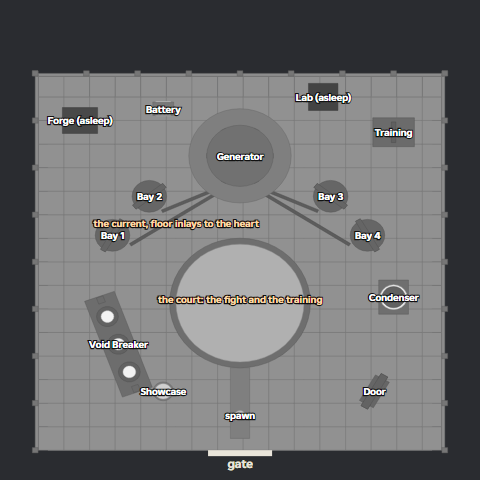 Lab (asleep)
Battery
Forge (asleep)
Training
Generator
Bay 2
Bay 3
the current, floor inlays to the heart
Bay 1
Bay 4
the court: the fight and the training
Condenser
Void Breaker
Showcase
Door
spawn
gate